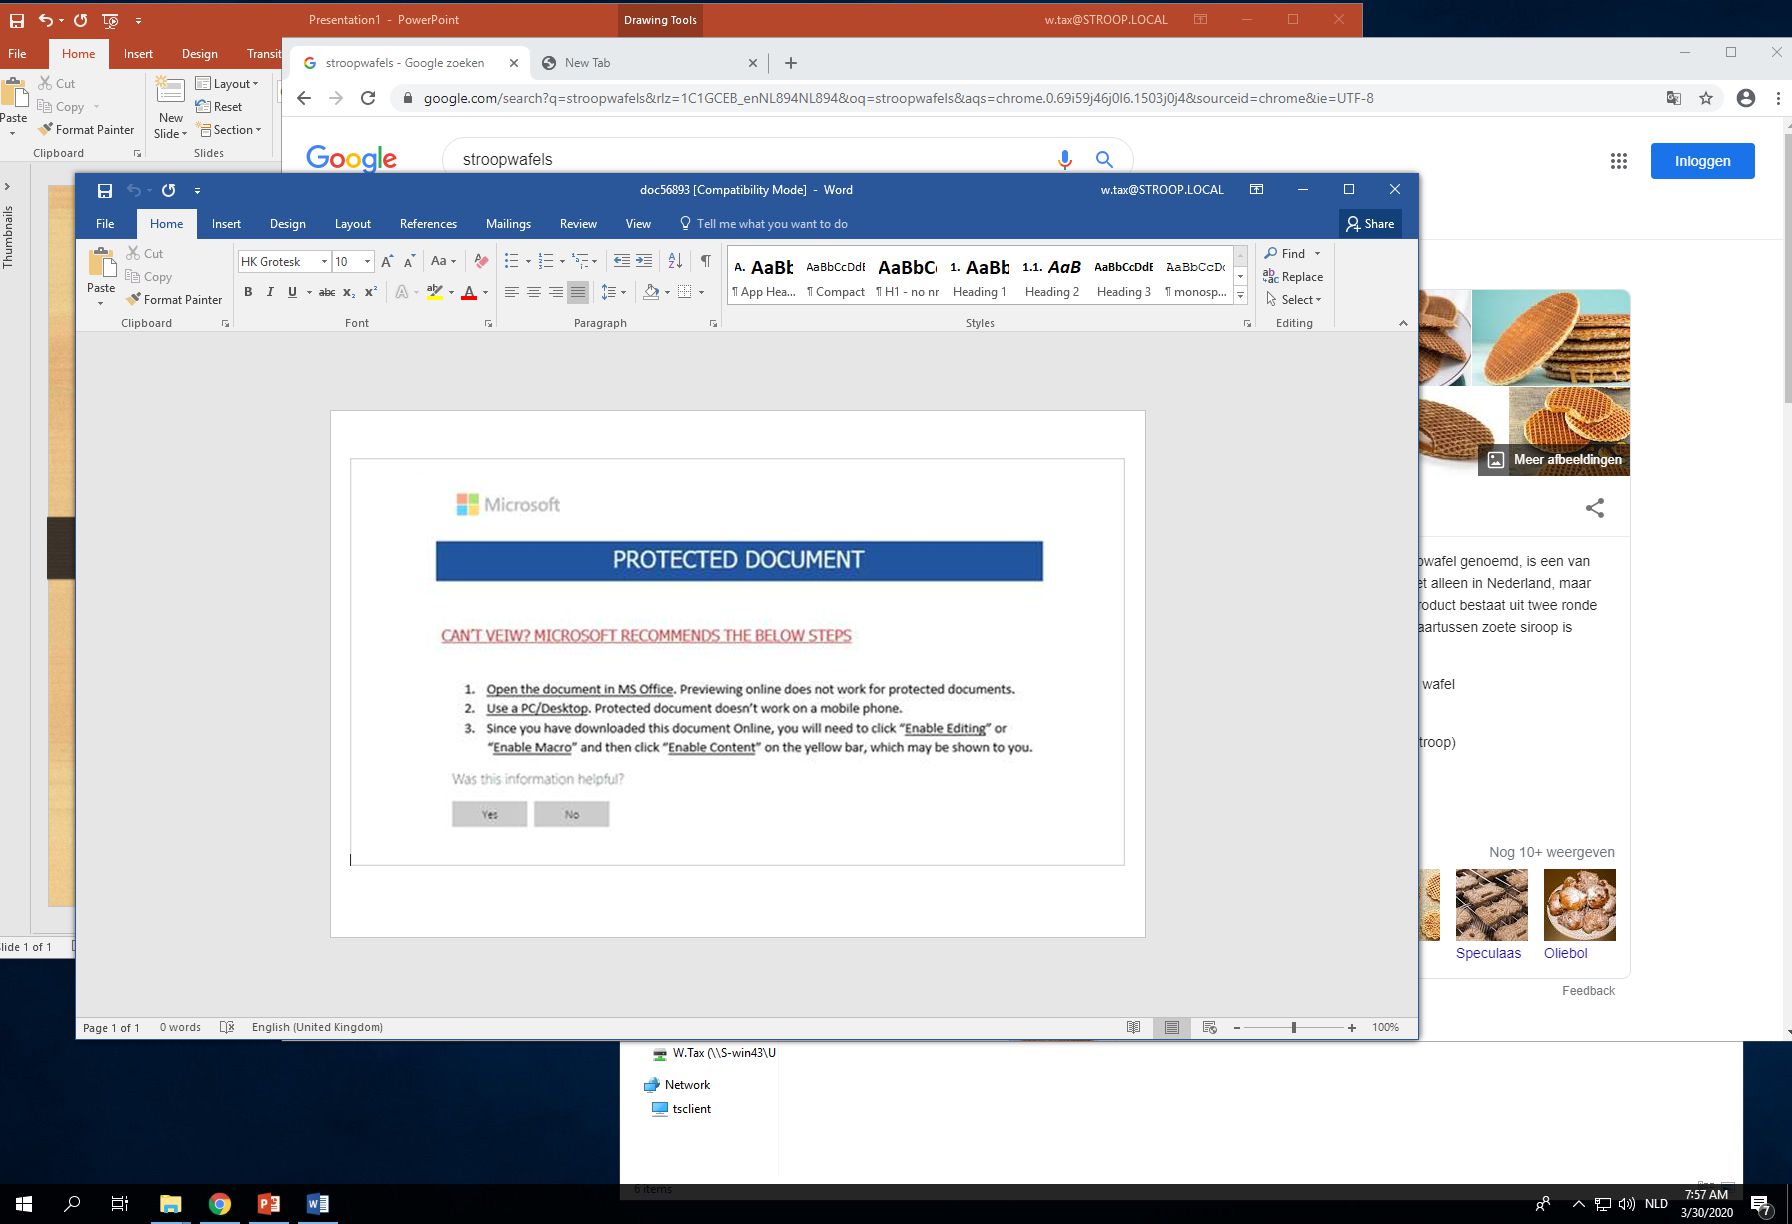 Presentation1 - PowerPoint
Drawing Tools
w.tax@STROOP.LOCAL
File Home Insert Design Transit
Cut
Copy
Format Painter
Paste
Clipboard
New
Slide
Layout
Reset
Section
Slides
Thumbnails
stroopwafels - Google zoeken
New Tab
google.com/search?q=stroopwafels&rlz=1C1GCEB_enNL894NL894&oq=stroopwafels&aqs=chrome.0.69i59j46j0l6.1503j0j4&sourceid=chrome&ie=UTF-8
Google
stroopwafels
Inloggen
doc56893 [Compatibility Mode] - Word
w.tax@STROOP.LOCAL
File Home Insert Design Layout References Mailings Review View Tell me what you want to do
Share
Paste
Cut
Copy
Format Painter
Clipboard
HK Grotesk 10
Aa
B I U abc x₂ x² A A
Font
Paragraph
A. AaBb AaBbCcDdE AaBbC 1. AaBb 1.1. AaB AaBbCcDdE AaBbCcDc
¶ App Hea... ¶ Compact ¶ H1 - no nr Heading 1 Heading 2 Heading 3 ¶ monosp...
Styles
Find
Replace
Select
Editing
Microsoft
PROTECTED DOCUMENT
CAN'T VEIW? MICROSOFT RECOMMENDS THE BELOW STEPS
1. Open the document in MS Office. Previewing online does not work for protected documents.
2. Use a PC/Desktop. Protected document doesn't work on a mobile phone.
3. Since you have downloaded this document Online, you will need to click "Enable Editing" or
"Enable Macro" and then click "Enable Content" on the yellow bar, which may be shown to you.
Was this information helpful?
Yes No
Meer afbeeldingen
wafel genoemd, is een van
et alleen in Nederland, maar
roduct bestaat uit twee ronde
aartussen zoete siroop is
wafel
troop)
Nog 10+ weergeven
Speculaas Oliebol
Feedback
lide 1 of 1
Page 1 of 1 0 words English (United Kingdom)
100%
W.Tax (\\S-win43\U
Network
tsclient
6 items
NLD
7:57 AM
3/30/2020
7